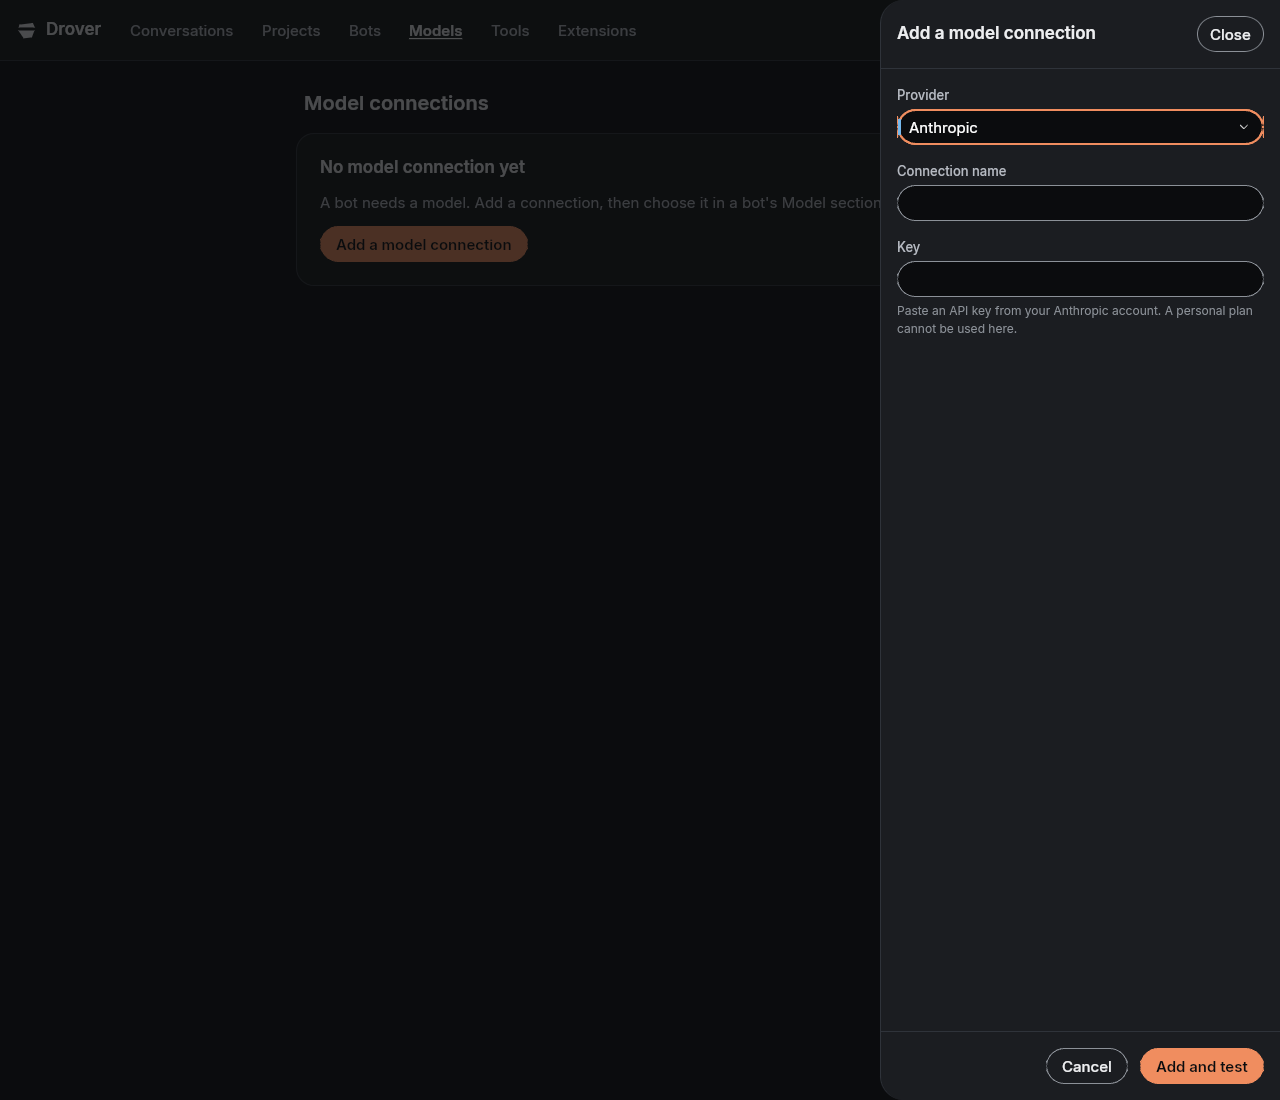 Drover
Conversations
Projects
Bots
Models
Tools
Extensions
Model connections
No model connection yet
A bot needs a model. Add a connection, then choose it in a bot's Model section
Add a model connection
Add a model connection
Close
Provider
Anthropic
Connection name
Key
Paste an API key from your Anthropic account. A personal plan
cannot be used here.
Cancel
Add and test